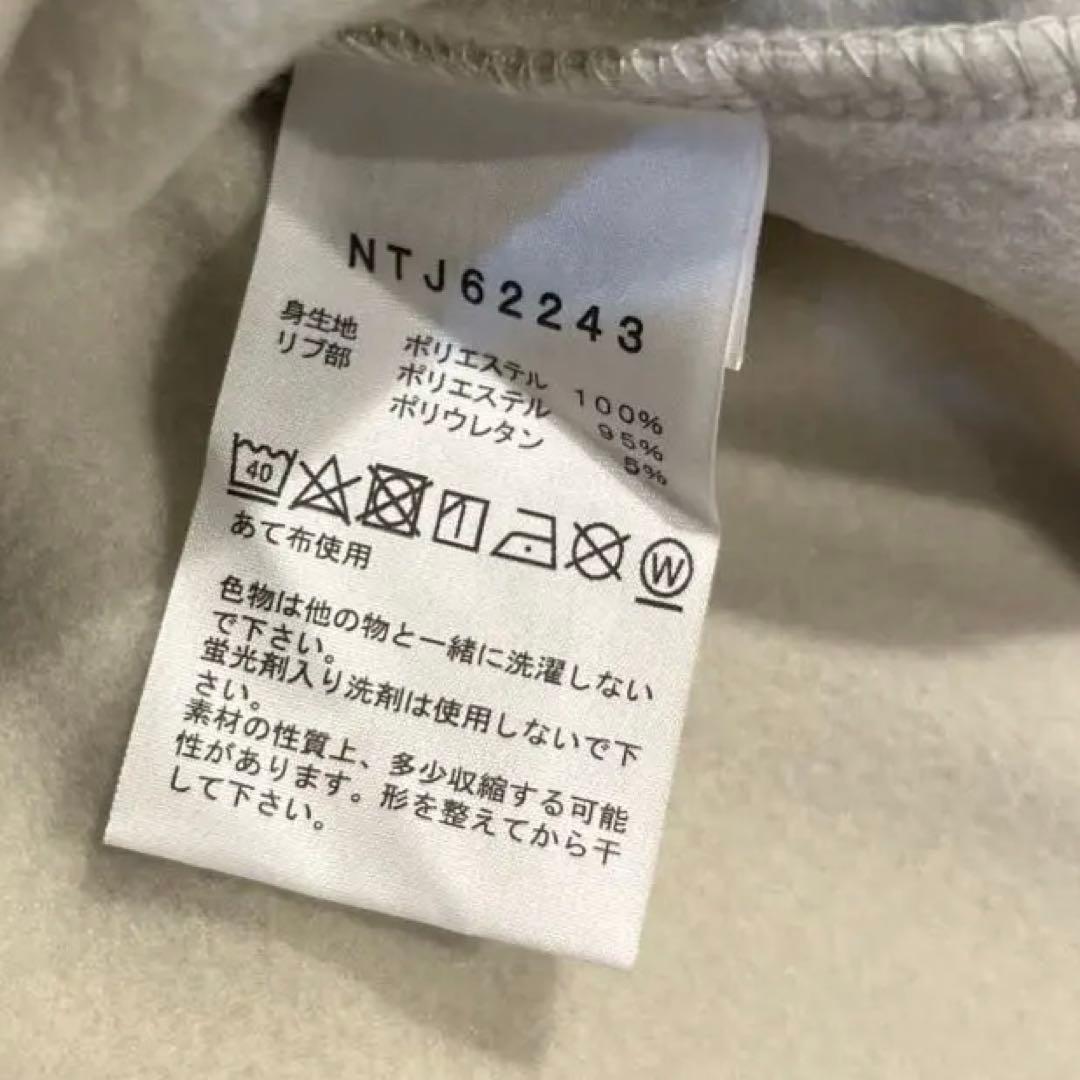 NTJ62243
身生地 ポリエステル 100%
リブ部 ポリエステル 95%
ポリウレタン 5%
40 W
あて布使用
色物は他の物と一緒に洗濯しない
で下さい。
蛍光剤入り洗剤は使用しないで下
さい。
素材の性質上、多少収縮する可能
性があります。形を整えてから干
して下さい。